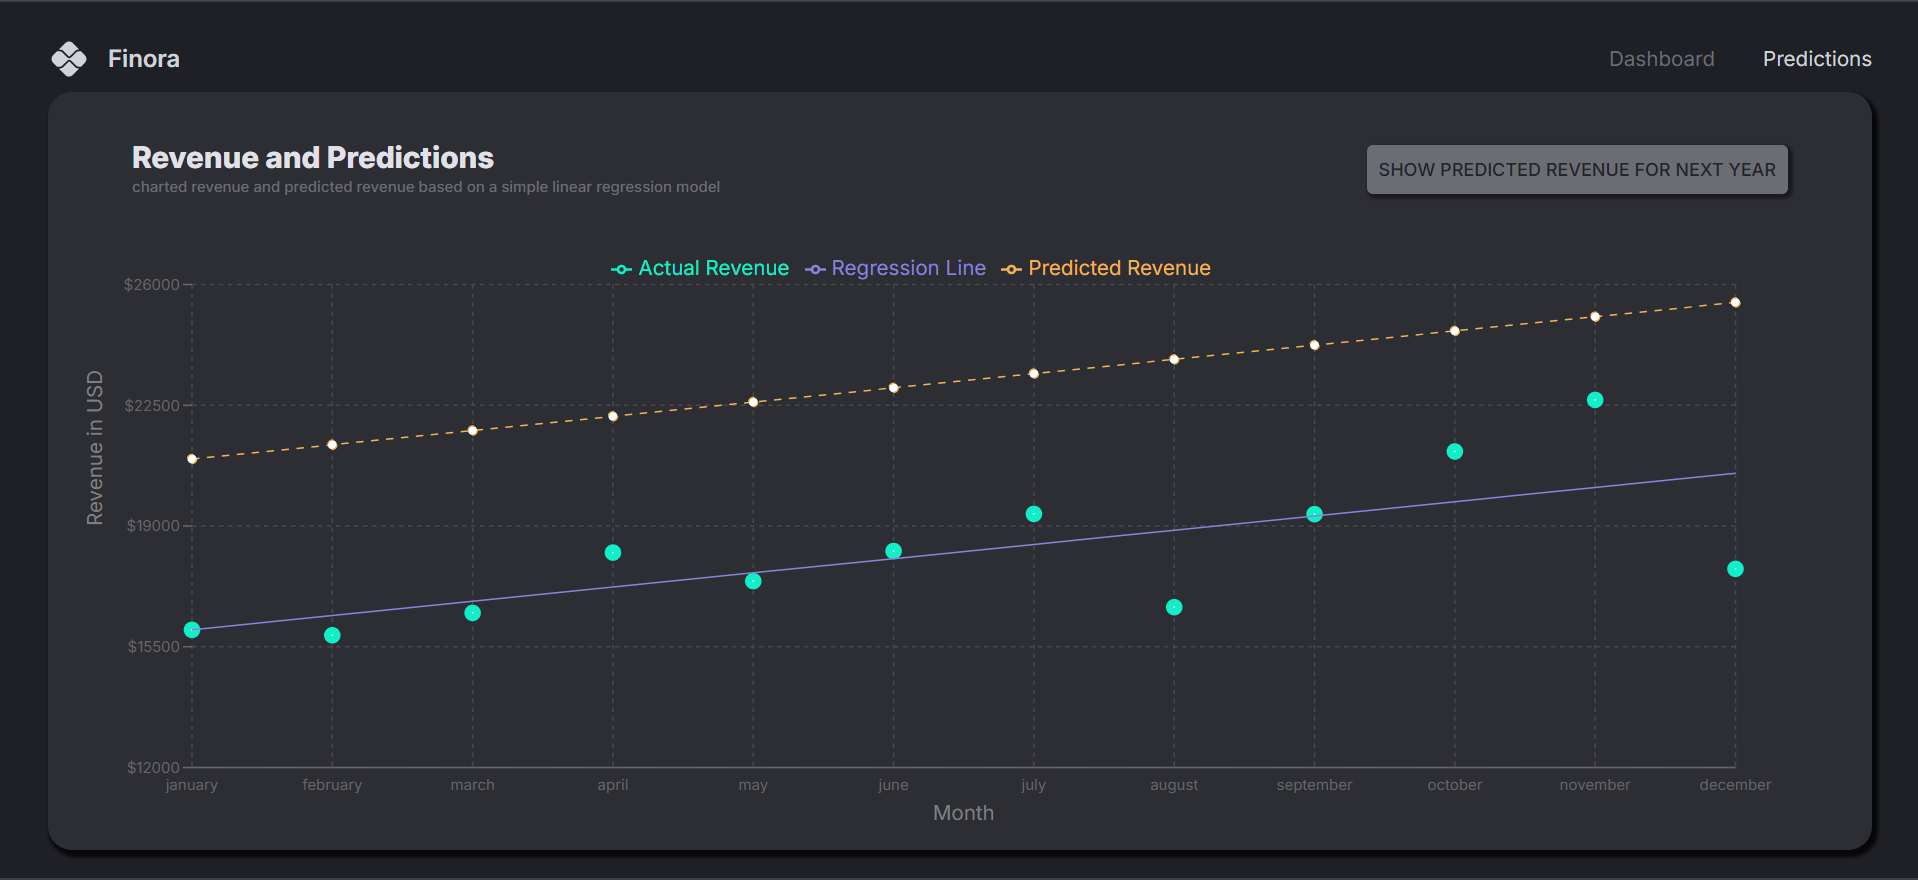 Finora
Dashboard
Predictions
Revenue and Predictions
charted revenue and predicted revenue based on a simple linear regression model
SHOW PREDICTED REVENUE FOR NEXT YEAR
Actual Revenue
Regression Line
Predicted Revenue
Revenue in USD
$26000
$22500
$19000
$15500
$12000
january
february
march
april
may
june
july
august
september
october
november
december
Month